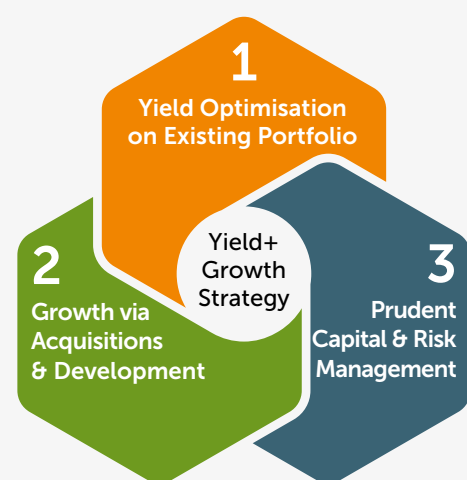 1
Yield Optimisation
on Existing Portfolio
Yield+
Growth
Strategy
2
Growth via
Acquisitions
& Development
3
Prudent
Capital & Risk
Management